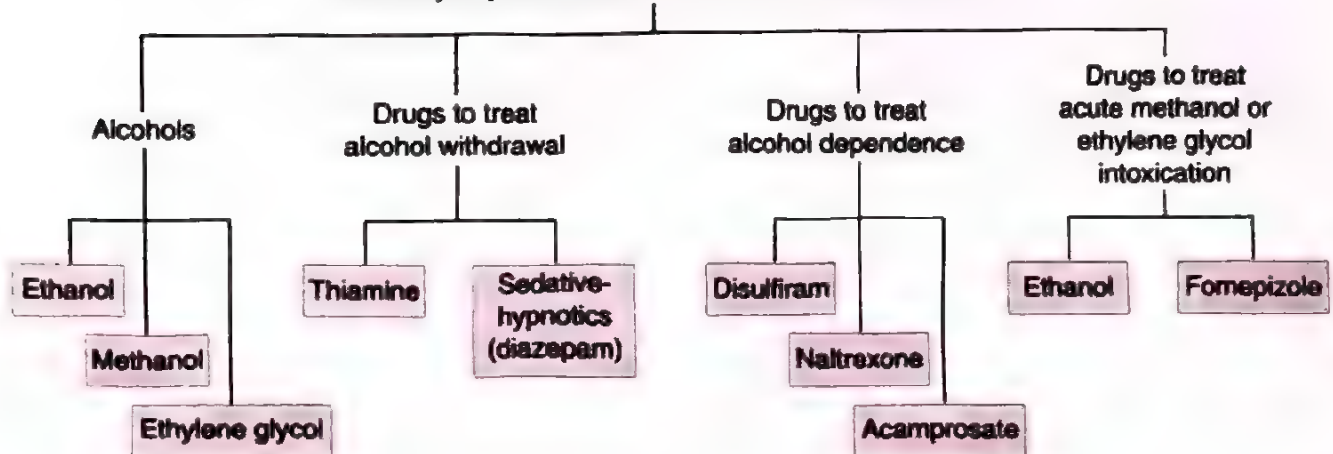 Alcohols
Drugs to treat
alcohol withdrawal
Drugs to treat
alcohol dependence
Drugs to treat
acute methanol or
ethylene glycol
intoxication
Ethanol
Methanol
Ethylene glycol
Thiamine
Sedative-
hypnotics
(diazepam)
Disulfiram
Naltrexone
Acamprosate
Ethanol
Fomepizole